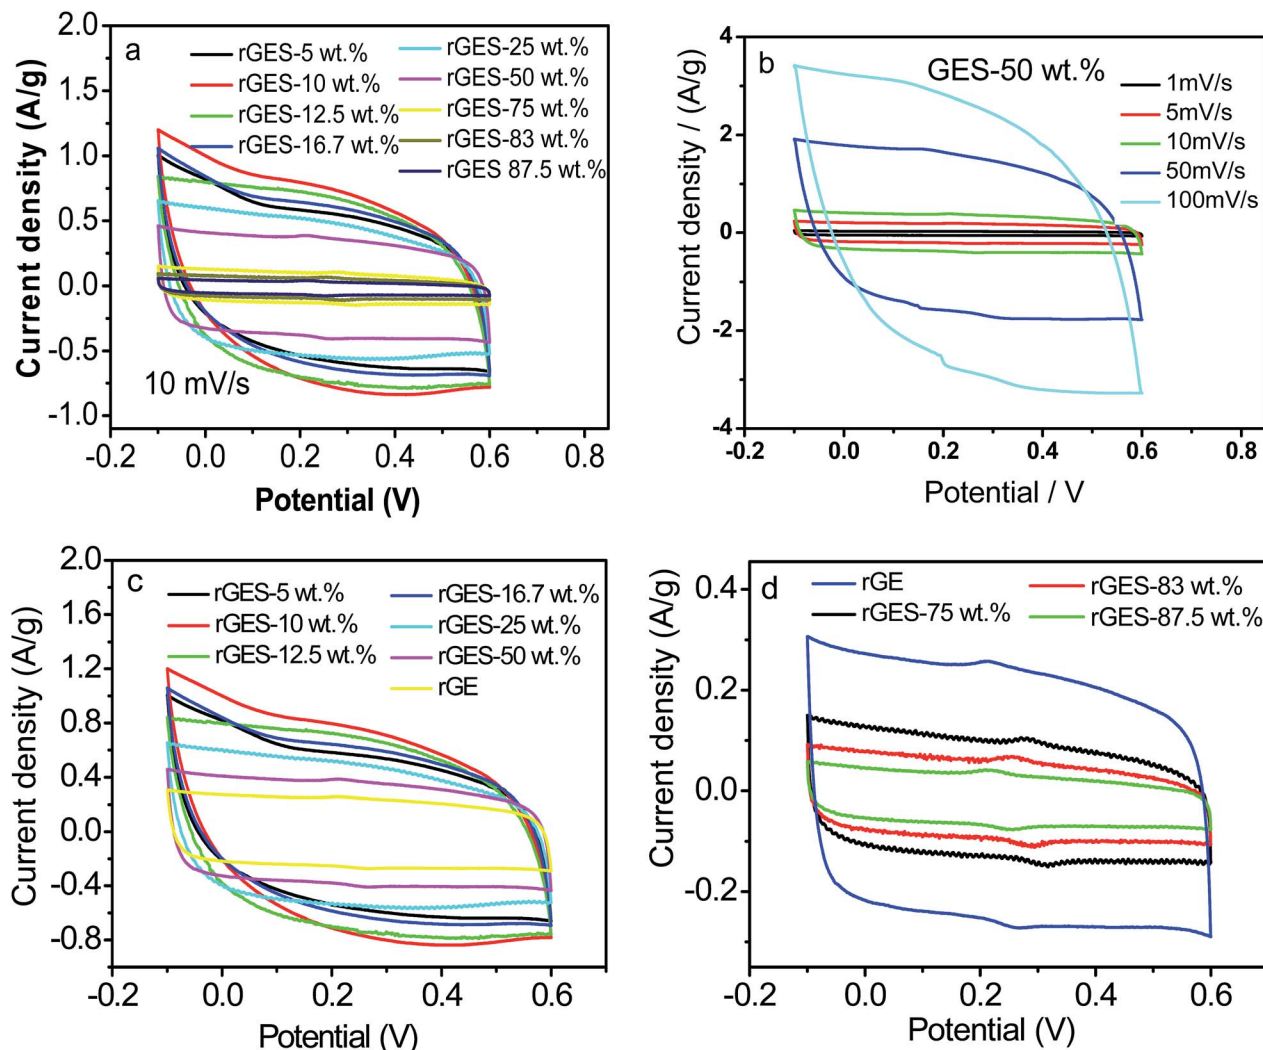 a
rGES-5 wt.%
rGES-10 wt.%
rGES-12.5 wt.%
rGES-16.7 wt.%
rGES-25 wt.%
rGES-50 wt.%
rGES-75 wt.%
rGES-83 wt.%
rGES 87.5 wt.%
10 mV/s
2.0
1.5
1.0
0.5
0.0
-0.5
-1.0
-0.2 0.0 0.2 0.4 0.6 0.8
Current density (A/g)
Potential (V)
b
GES-50 wt.%
1mV/s
5mV/s
10mV/s
50mV/s
100mV/s
4
2
0
-2
-4
-0.2 0.0 0.2 0.4 0.6 0.8
Current density / (A/g)
Potential / V
c
rGES-5 wt.%
rGES-10 wt.%
rGES-12.5 wt.%
rGES-16.7 wt.%
rGES-25 wt.%
rGES-50 wt.%
rGE
2.0
1.6
1.2
0.8
0.4
0.0
-0.4
-0.8
-0.2 0.0 0.2 0.4 0.6
Current density (A/g)
Potential (V)
d
rGE
rGES-75 wt.%
rGES-83 wt.%
rGES-87.5 wt.%
0.4
0.2
0.0
-0.2
-0.2 0.0 0.2 0.4 0.6
Current density (A/g)
Potential (V)